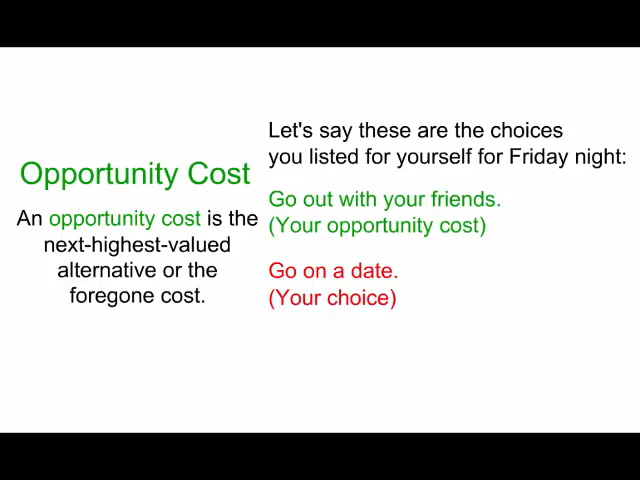 Opportunity Cost
An opportunity cost is the
next-highest-valued
alternative or the
foregone cost.
Let's say these are the choices
you listed for yourself for Friday night:
Go out with your friends.
(Your opportunity cost)
Go on a date.
(Your choice)